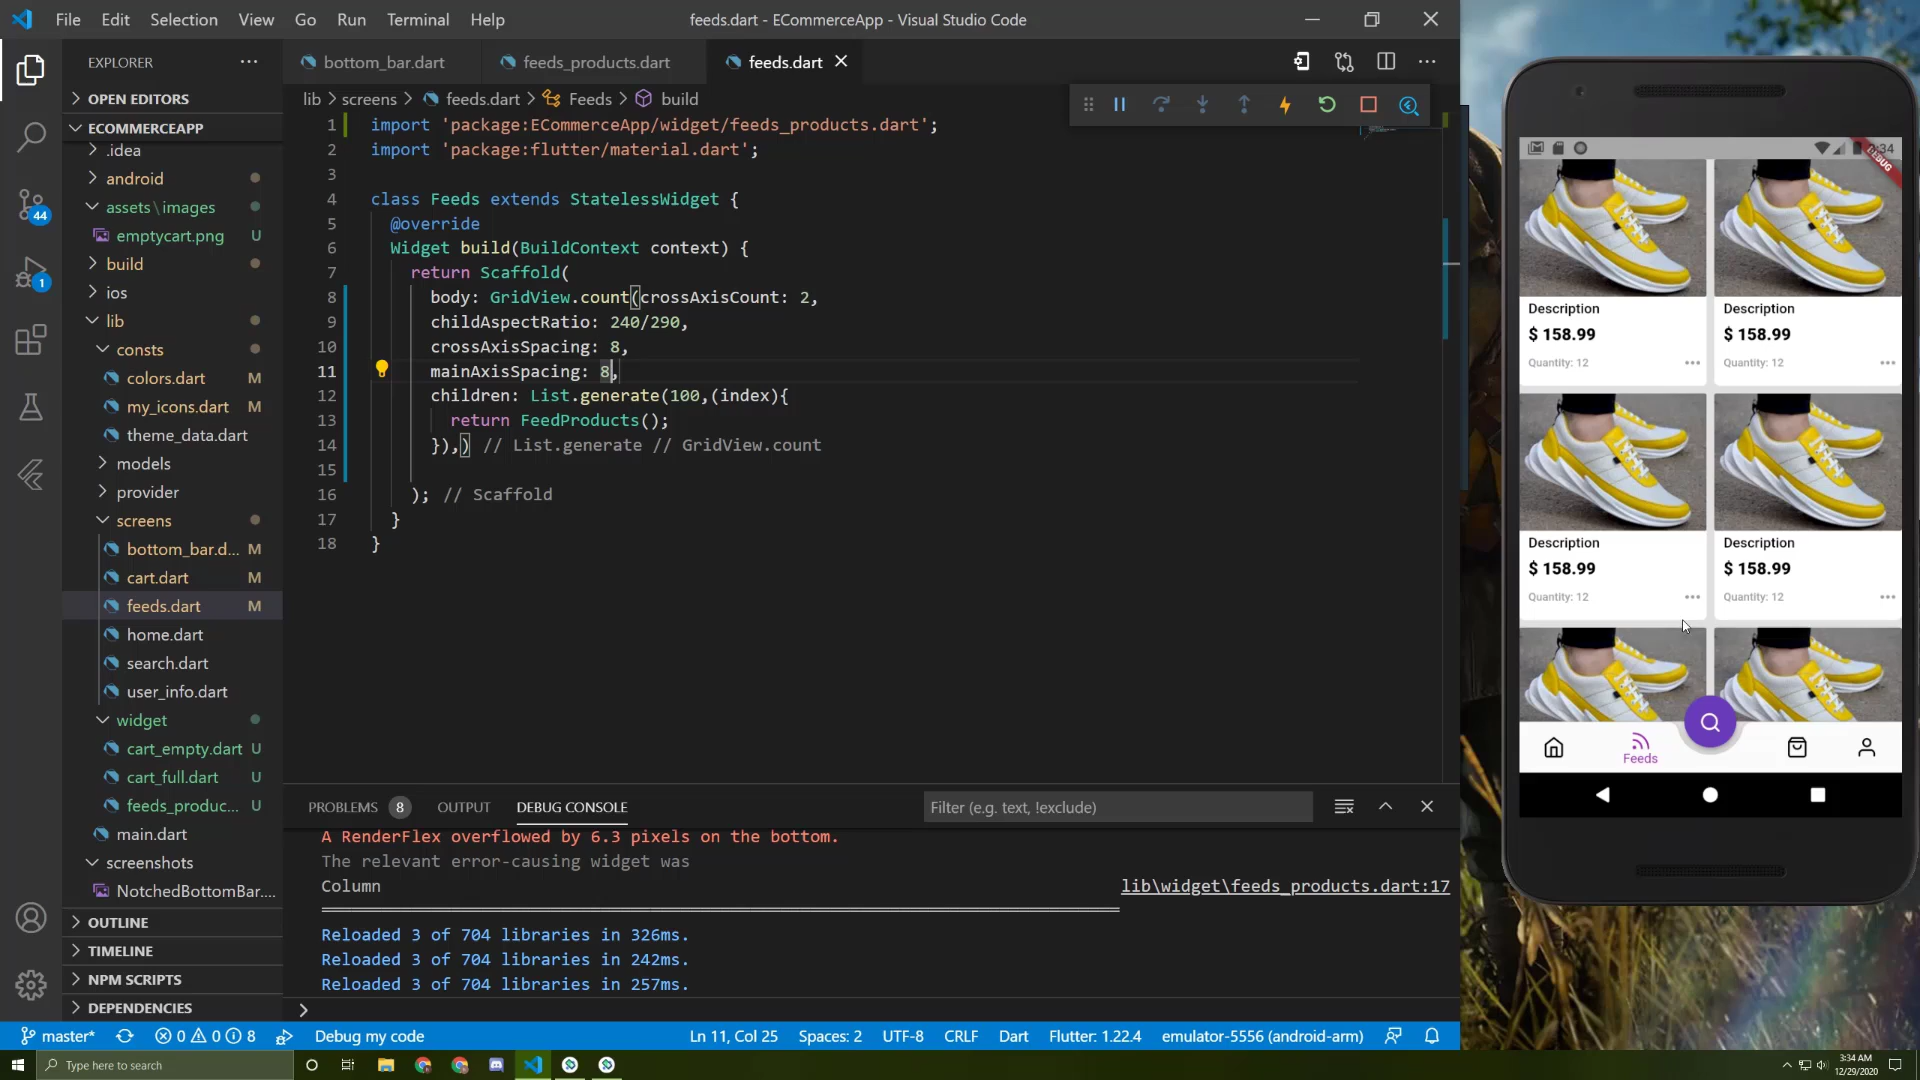 File Edit Selection View Go Run Terminal Help
feeds.dart - ECommerceApp - Visual Studio Code
EXPLORER
bottom_bar.dart
feeds_products.dart
feeds.dart
OPEN EDITORS
ECOMMERCEAPP
.idea
android
assets\images
emptycart.png U
build
ios
lib
consts
colors.dart M
my_icons.dart M
theme_data.dart
models
provider
screens
bottom_bar.d... M
cart.dart M
feeds.dart M
home.dart
search.dart
user_info.dart
widget
cart_empty.dart U
cart_full.dart U
feeds_produc... U
main.dart
screenshots
NotchedBottomBar....
OUTLINE
TIMELINE
NPM SCRIPTS
DEPENDENCIES
44
1
lib > screens > feeds.dart > Feeds > build
1 import 'package:ECommerceApp/widget/feeds_products.dart';
2 import 'package:flutter/material.dart';
3
4 class Feeds extends StatelessWidget {
5 @override
6 Widget build(BuildContext context) {
7 return Scaffold(
8 body: GridView.count(crossAxisCount: 2,
9 childAspectRatio: 240/290,
10 crossAxisSpacing: 8,
11 mainAxisSpacing: 8,
12 children: List.generate(100,(index){
13 return FeedProducts();
14 }),) // List.generate // GridView.count
15
16 ); // Scaffold
17 }
18 }
PROBLEMS 8 OUTPUT DEBUG CONSOLE
Filter (e.g. text, !exclude)
A RenderFlex overflowed by 6.3 pixels on the bottom.
The relevant error-causing widget was
Column lib\widget\feeds_products.dart:17
Reloaded 3 of 704 libraries in 326ms.
Reloaded 3 of 704 libraries in 242ms.
Reloaded 3 of 704 libraries in 257ms.
master* 0 0 8 Debug my code
Ln 11, Col 25 Spaces: 2 UTF-8 CRLF Dart Flutter: 1.22.4 emulator-5556 (android-arm)
Type here to search
3:34 AM
12/29/2020
DEBUG
Description Description
$ 158.99 $ 158.99
Quantity: 12 Quantity: 12
Description Description
$ 158.99 $ 158.99
Quantity: 12 Quantity: 12
Feeds